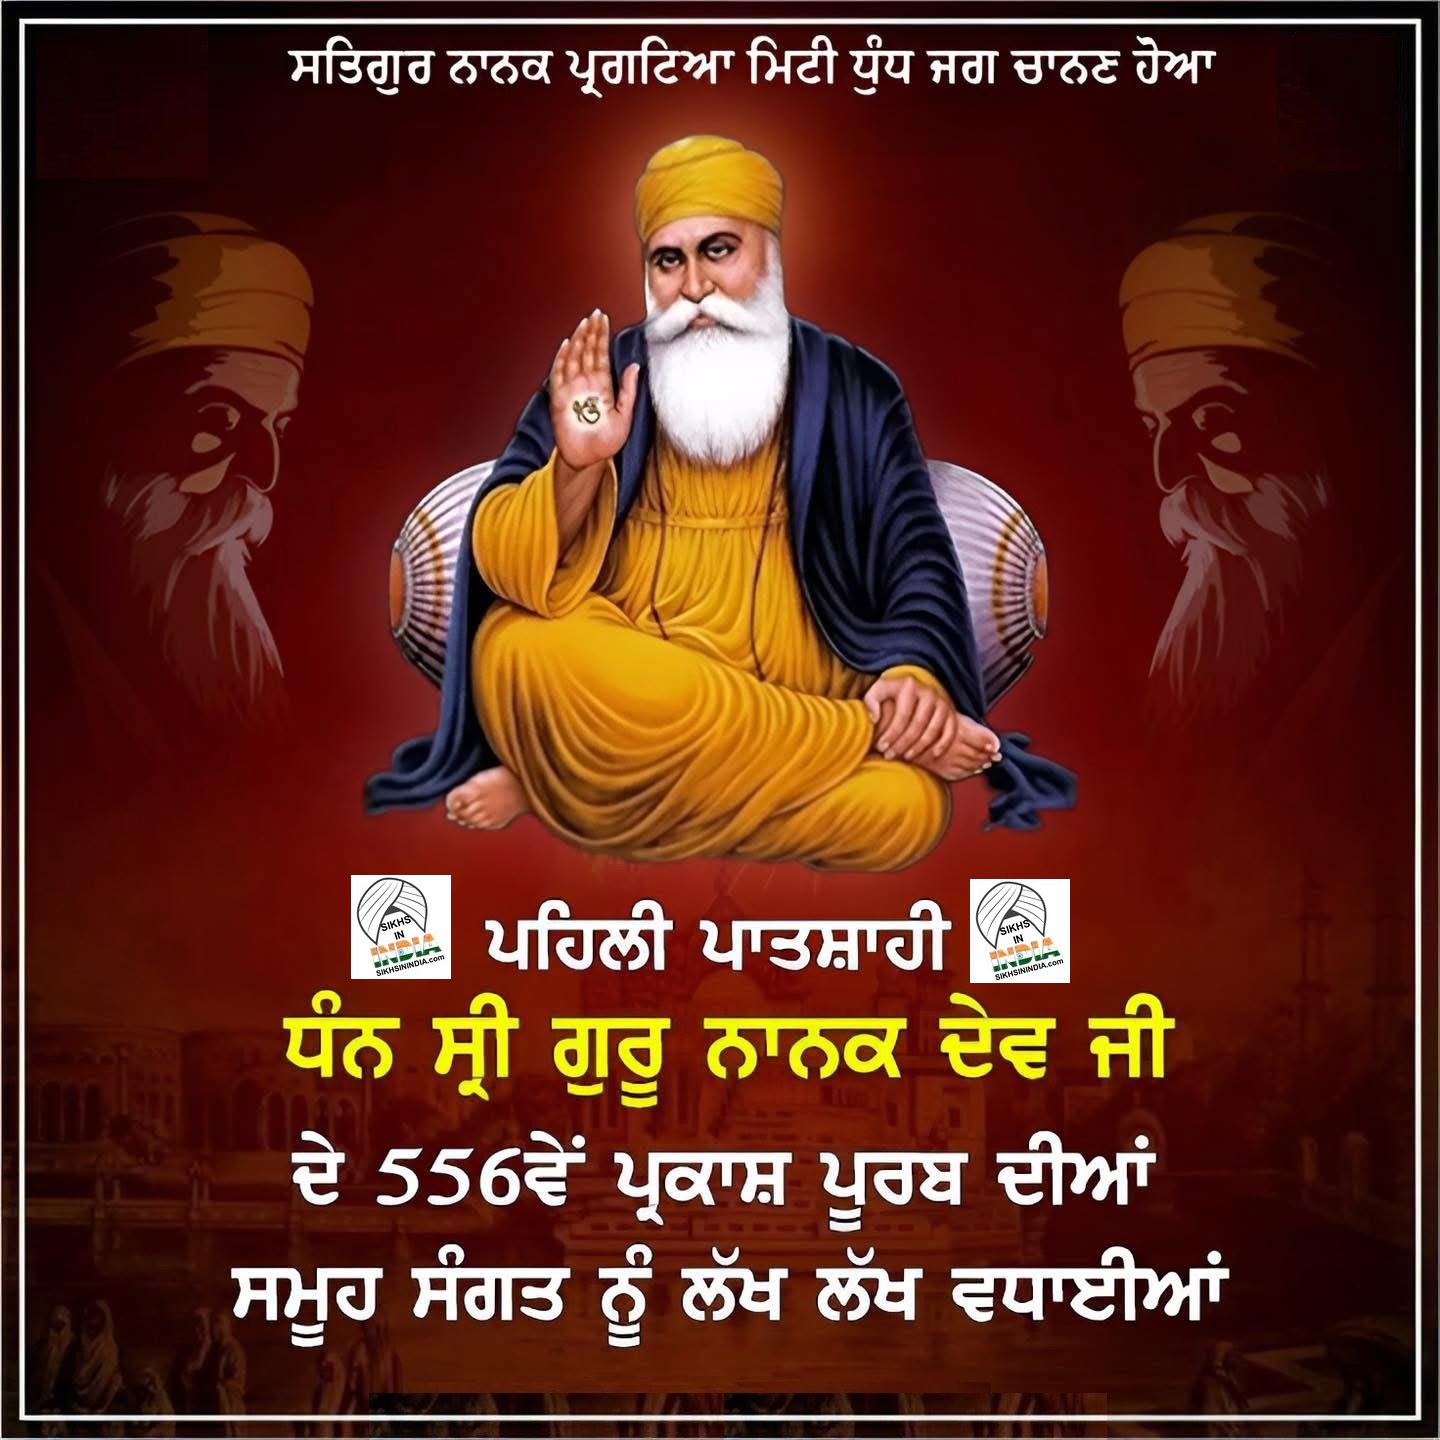 ਸਤਿਗੁਰ ਨਾਨਕ ਪ੍ਰਗਟਿਆ ਮਿਟੀ ਧੁੰਧ ਜਗ ਚਾਨਣ ਹੋਆ
ੴ
SIKHS
IN
INDIA
SIKHSININDIA.com
ਪਹਿਲੀ ਪਾਤਸ਼ਾਹੀ
SIKHS
IN
INDIA
SIKHSININDIA.com
ਧੰਨ ਸ੍ਰੀ ਗੁਰੂ ਨਾਨਕ ਦੇਵ ਜੀ
ਦੇ 556ਵੇਂ ਪ੍ਰਕਾਸ਼ ਪੂਰਬ ਦੀਆਂ
ਸਮੂਹ ਸੰਗਤ ਨੂੰ ਲੱਖ ਲੱਖ ਵਧਾਈਆਂ